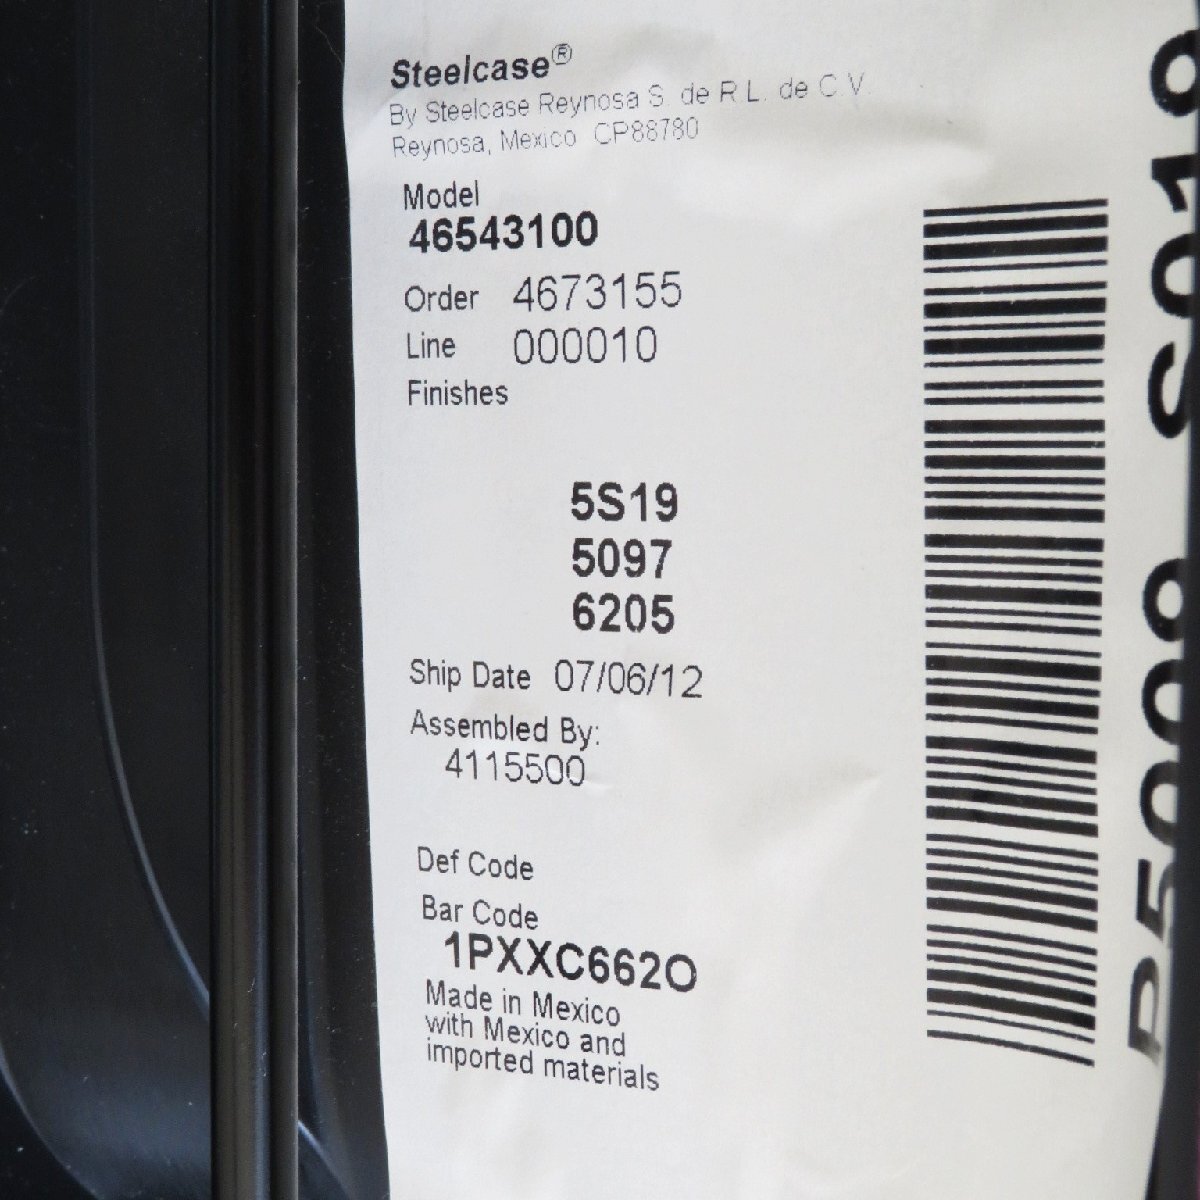 Steelcase®
By Steelcase Reynosa S. de R.L. de C.V.
Reynosa, Mexico CP88780
Model
46543100
Order 4673155
Line 000010
Finishes
5S19
5097
6205
Ship Date 07/06/12
Assembled By:
4115500
Def Code
Bar Code
1PXXC662O
Made in Mexico
with Mexico and
imported materials